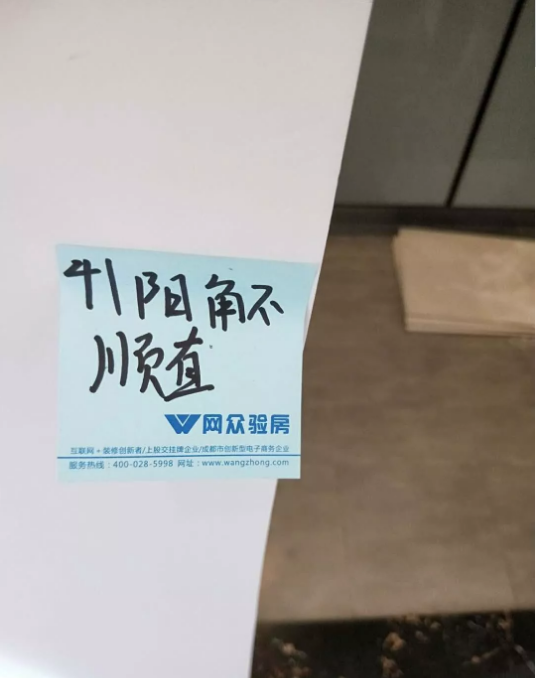 41阳角不
顺直
网众验房
互联网+装修创新者/上股交挂牌企业/成都市创新型电子商务企业
服务热线：400-028-5998 网址：www.wangzhong.com